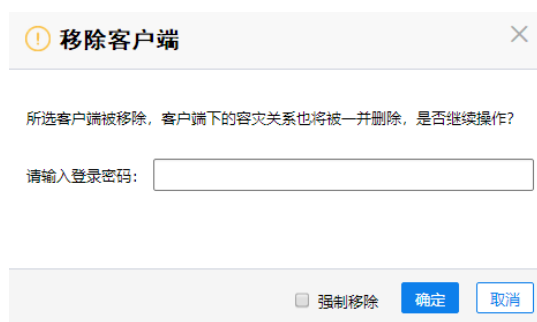 移除客户端
所选客户端被移除，客户端下的容灾关系也将被一并删除，是否继续操作?
请输入登录密码：
强制移除 确定 取消